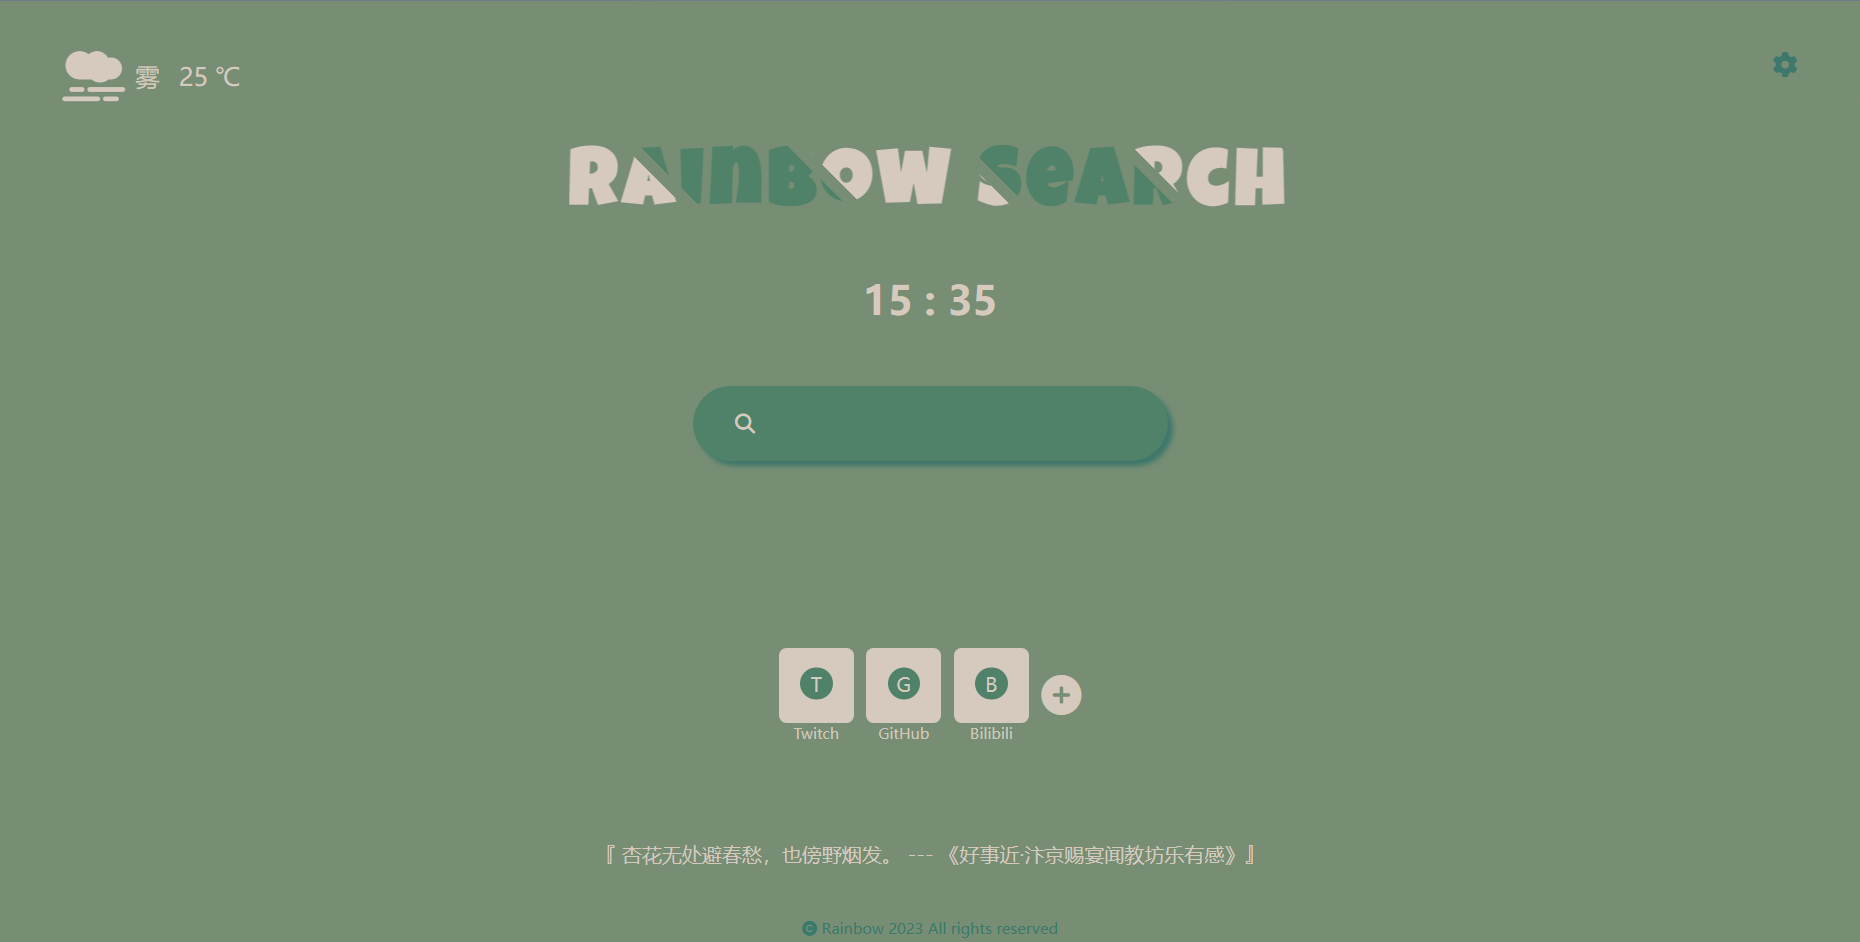 雾 25 ℃
RAINBOW SEARCH
15 : 35
T G B
Twitch GitHub Bilibili
『 杏花无处避春愁，也傍野烟发。 --- 《好事近·汴京赐宴闻教坊乐有感》』
© Rainbow 2023 All rights reserved